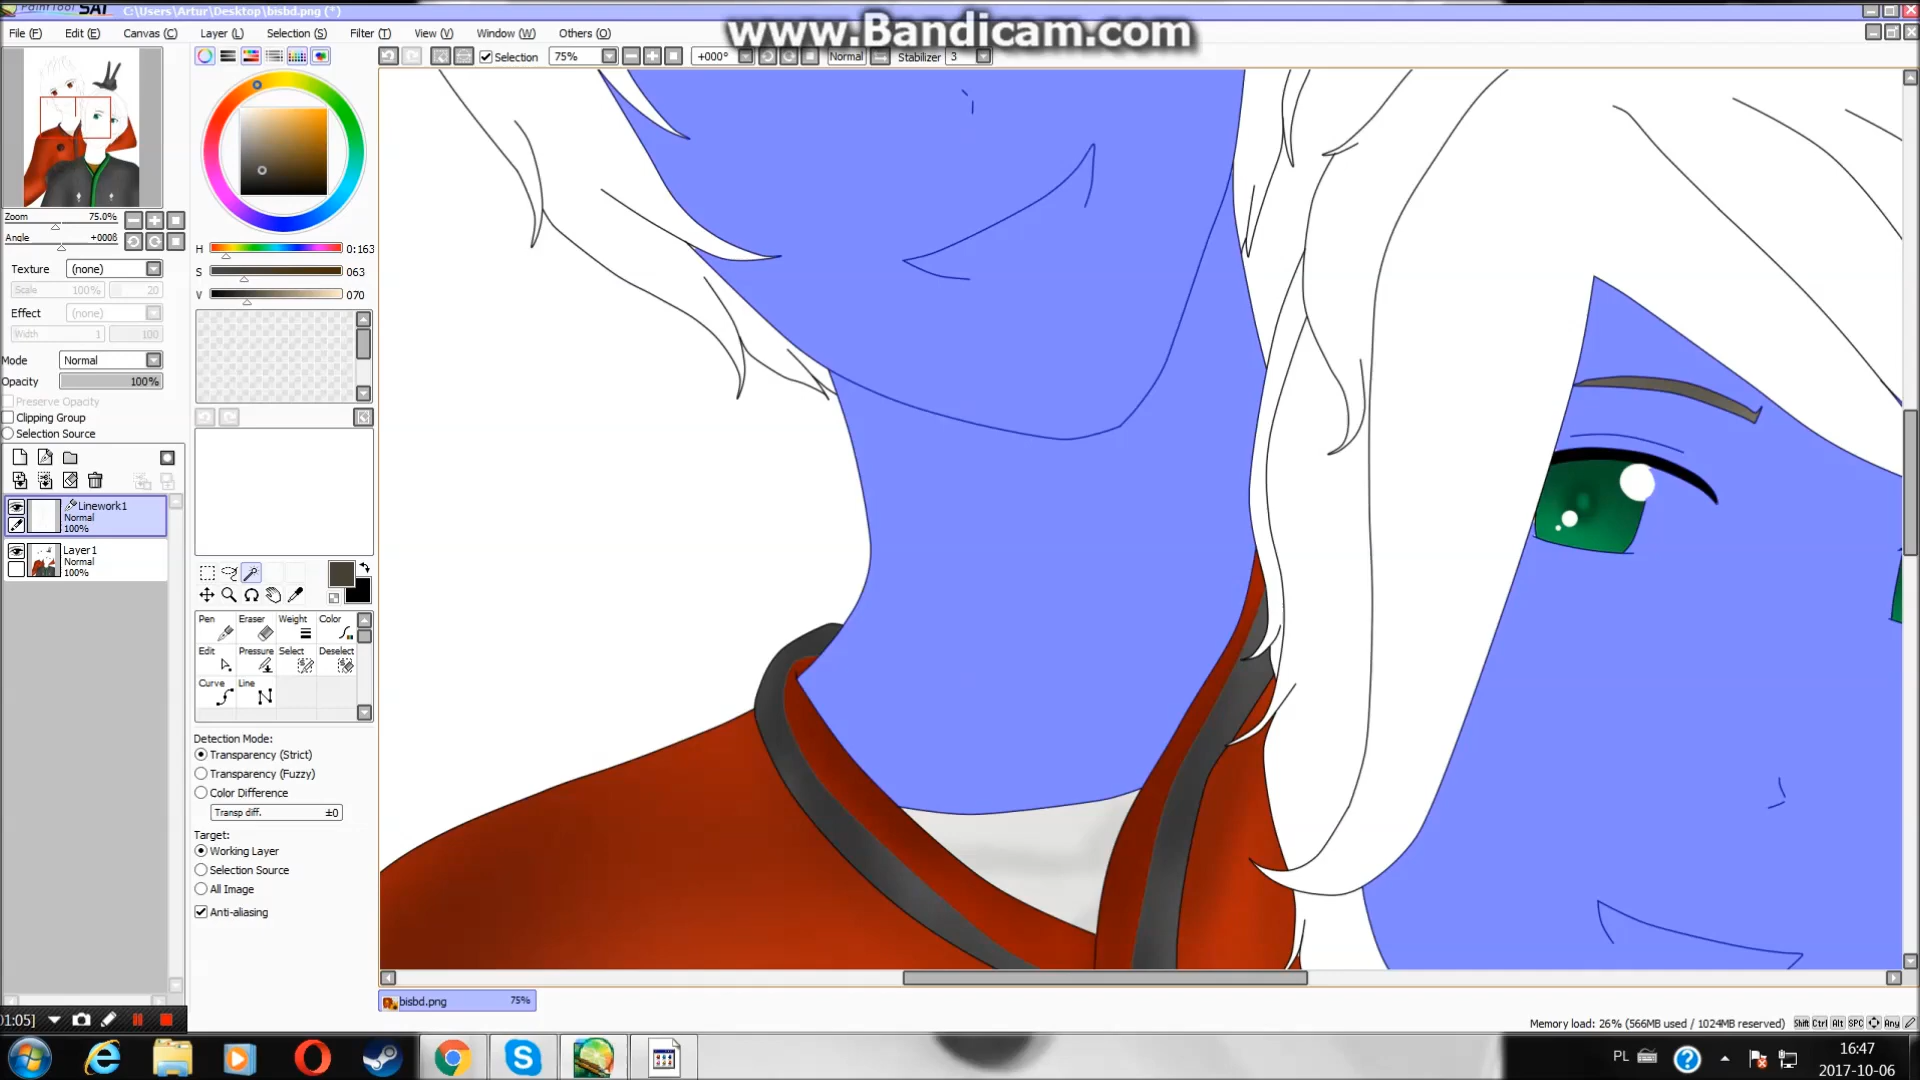 PaintTool SAI C:\Users\Artur\Desktop\bisbd.png (*)
www.Bandicam.com
File (F) Edit (E) Canvas (C) Layer (L) Selection (S) Filter (T) View (V) Window (W) Others (O)
Selection 75% +000° Normal Stabilizer 3
Zoom 75.0%
Angle +000θ
Texture (none)
Scale 100% 20
Effect (none)
Width 1 100
Mode Normal
Opacity 100%
Preserve Opacity
Clipping Group
Selection Source
Linework1
Normal
100%
Layer1
Normal
100%
H 0:163
S 063
V 070
Pen Eraser Weight Color
Edit Pressure Select Deselect
Curve Line
Detection Mode:
Transparency (Strict)
Transparency (Fuzzy)
Color Difference
Transp diff. ±0
Target:
Working Layer
Selection Source
All Image
Anti-aliasing
bisbd.png 75%
Memory load: 26% (566MB used / 1024MB reserved) Shift Ctrl Alt SPC Any
01:05]
PL
16:47
2017-10-06